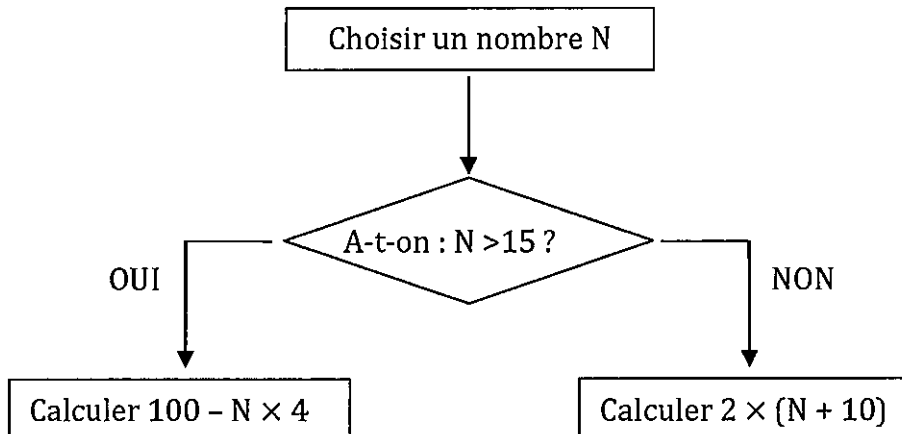 Choisir un nombre N
A-t-on : N >15 ?
OUI
NON
Calculer 100 – N × 4
Calculer 2 × (N + 10)